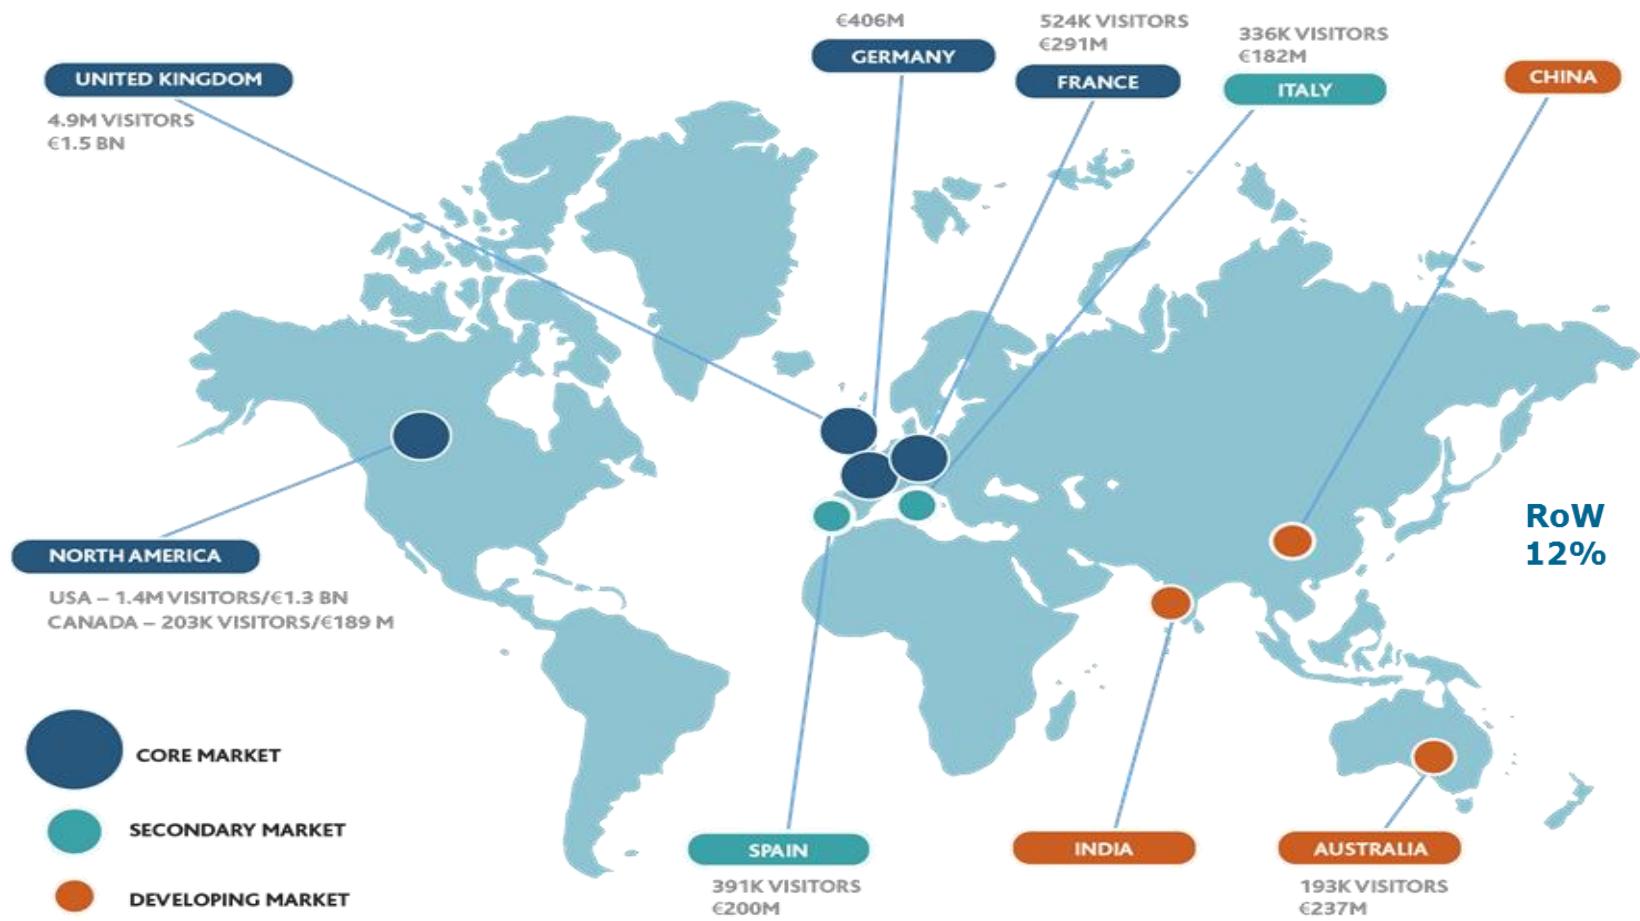 €406M
GERMANY
524K VISITORS
€291M
FRANCE
336K VISITORS
€182M
ITALY
CHINA
UNITED KINGDOM
4.9M VISITORS
€1.5 BN
RoW
12%
NORTH AMERICA
USA – 1.4M VISITORS/€1.3 BN
CANADA – 203K VISITORS/€189 M
CORE MARKET
SECONDARY MARKET
DEVELOPING MARKET
SPAIN
391K VISITORS
€200M
INDIA
AUSTRALIA
193K VISITORS
€237M